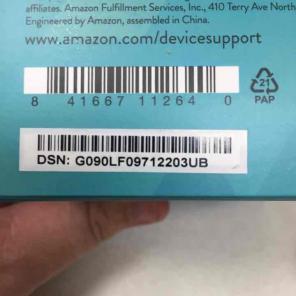 affiliates. Amazon Fulfillment Services, Inc., 410 Terry Ave North
Engineered by Amazon, assembled in China.
www.amazon.com/devicesupport
8 41667 11264 0
21
PAP
DSN: G090LF09712203UB